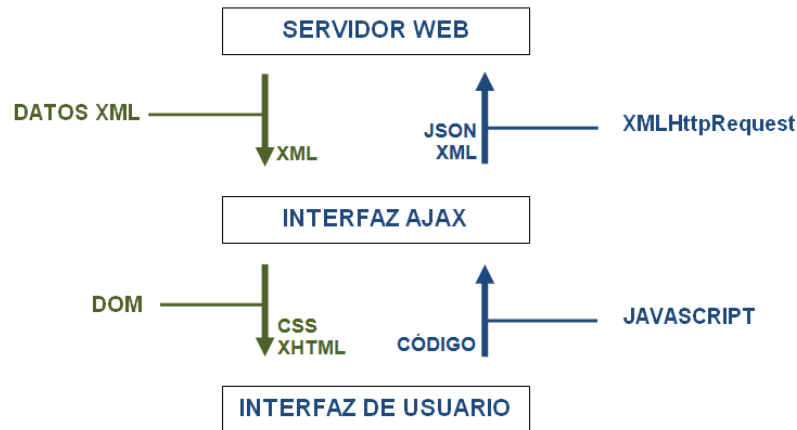 SERVIDOR WEB
DATOS XML
XML
JSON
XML
XMLHttpRequest
INTERFAZ AJAX
DOM
CSS
XHTML
CÓDIGO
JAVASCRIPT
INTERFAZ DE USUARIO